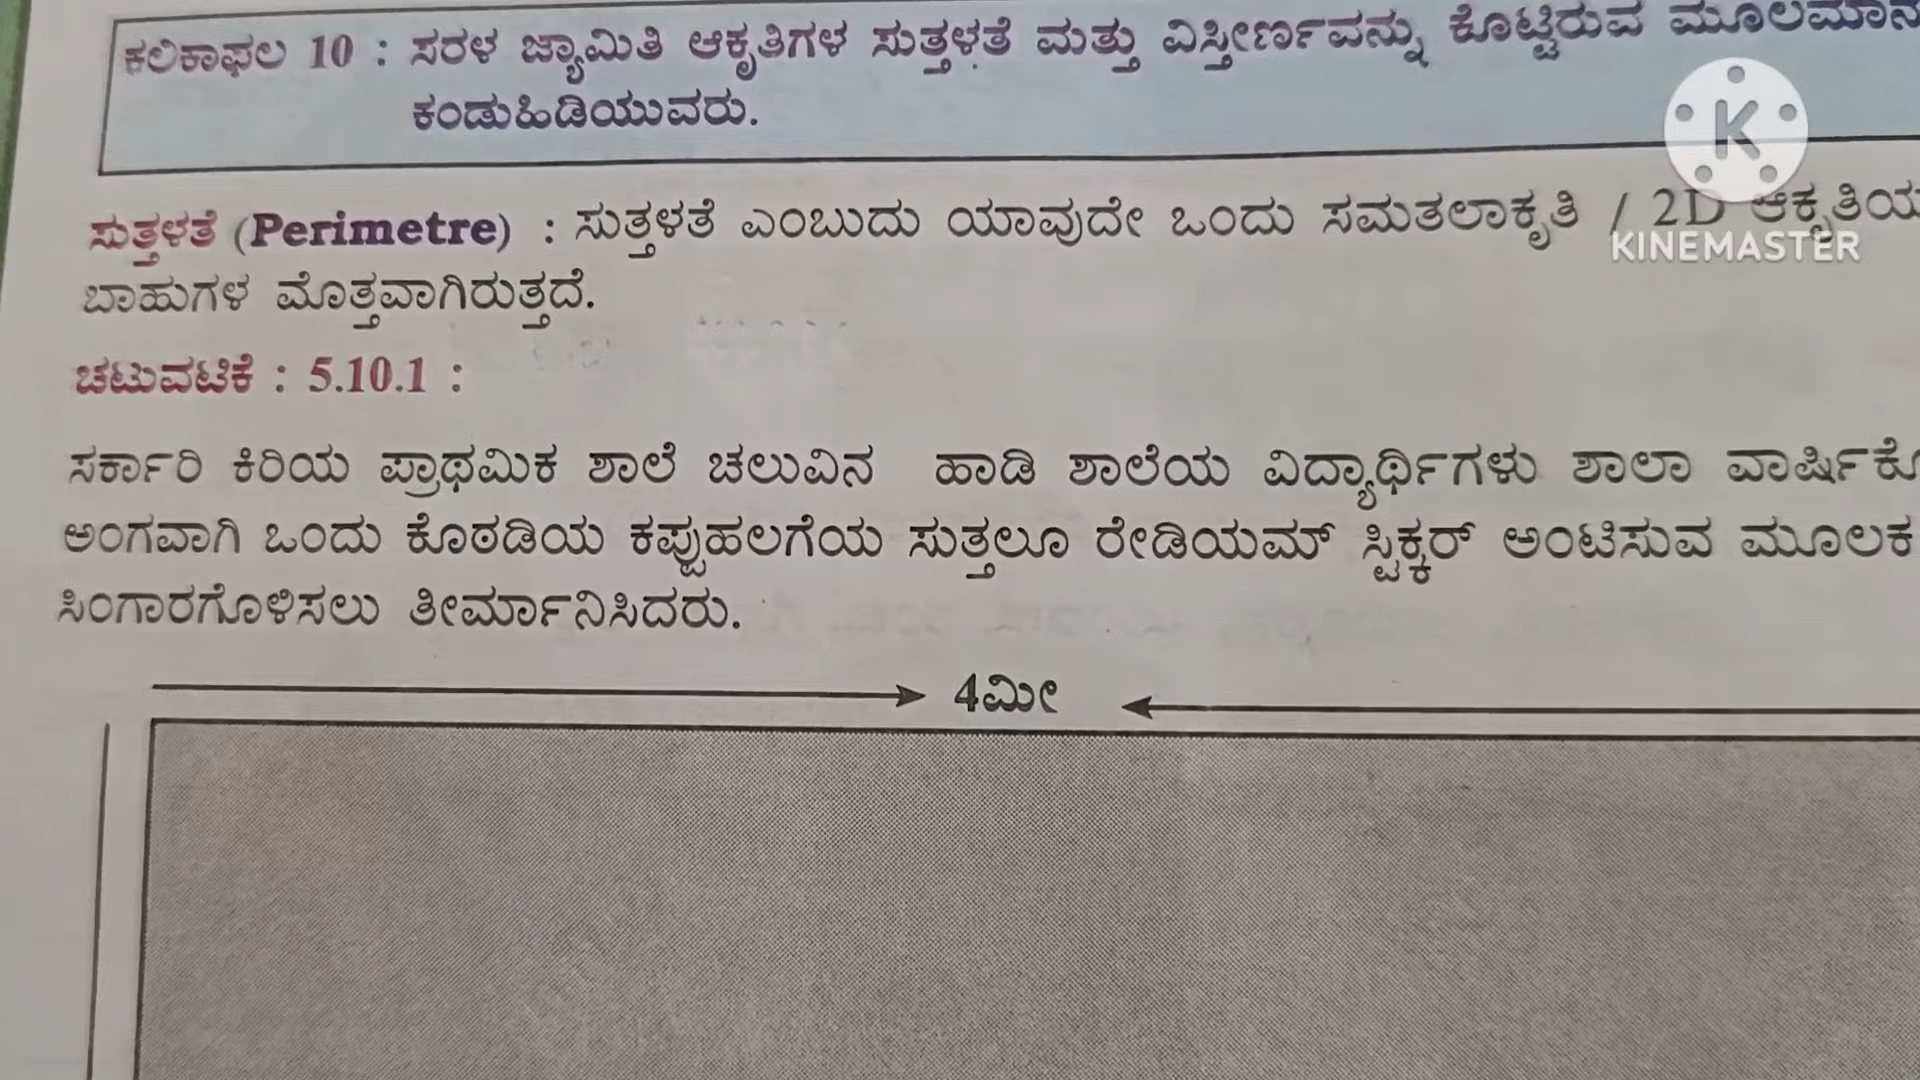 ಕಲಿಕಾಫಲ 10 : ಸರಳ ಜ್ಯಾಮಿತಿ ಆಕೃತಿಗಳ ಸುತ್ತಳತೆ ಮತ್ತು ವಿಸ್ತೀರ್ಣವನ್ನು ಕೊಟ್ಟಿರುವ ಮೂಲಮಾನ
ಕಂಡುಹಿಡಿಯುವರು.
K
ಸುತ್ತಳತೆ (Perimetre) : ಸುತ್ತಳತೆ ಎಂಬುದು ಯಾವುದೇ ಒಂದು ಸಮತಲಾಕೃತಿ / 2D ಆಕೃತಿಯ
KINEMASTER
ಬಾಹುಗಳ ಮೊತ್ತವಾಗಿರುತ್ತದೆ.
ಚಟುವಟಿಕೆ : 5.10.1 :
ಸರ್ಕಾರಿ ಕಿರಿಯ ಪ್ರಾಥಮಿಕ ಶಾಲೆ ಚಲುವಿನ ಹಾಡಿ ಶಾಲೆಯ ವಿದ್ಯಾರ್ಥಿಗಳು ಶಾಲಾ
ಅಂಗವಾಗಿ ಒಂದು ಕೊಠಡಿಯ ಕಪ್ಪುಹಲಗೆಯ ಸುತ್ತಲೂ ರೇಡಿಯಮ್ ಸ್ಟಿಕ್ಕರ್ ಅಂಟಿಸುವ ಮೂಲಕ
ಸಿಂಗಾರಗೊಳಿಸಲು ತೀರ್ಮಾನಿಸಿದರು.
4ಮೀ